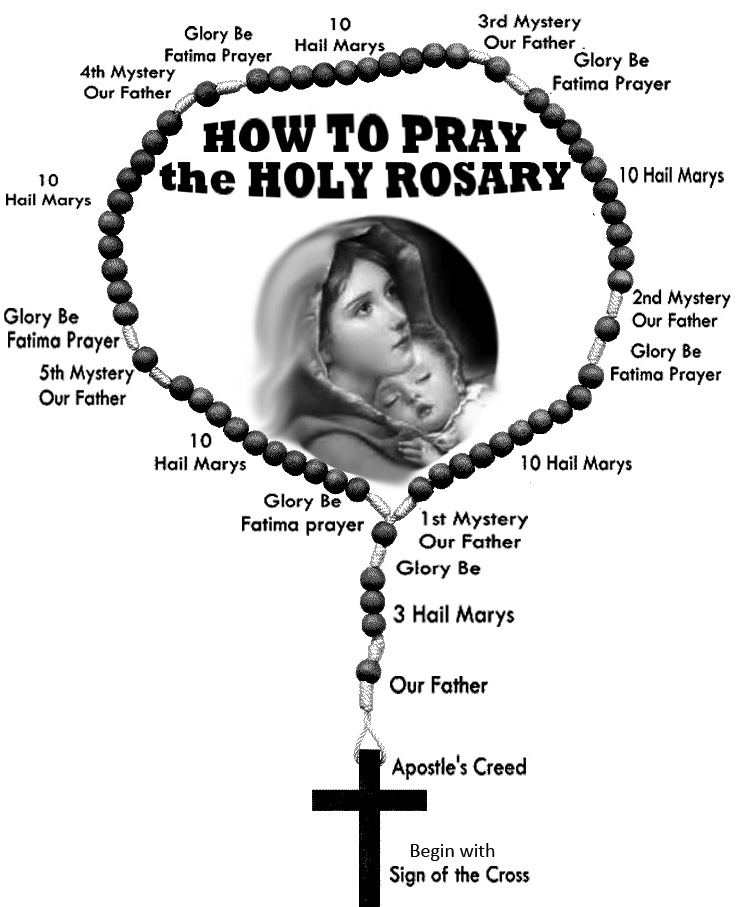 HOW TO PRAY
the HOLY ROSARY
Begin with
Sign of the Cross
Apostle's Creed
Our Father
3 Hail Marys
Glory Be
1st Mystery
Our Father
10 Hail Marys
Glory Be
Fatima Prayer
2nd Mystery
Our Father
10 Hail Marys
Glory Be
Fatima Prayer
3rd Mystery
Our Father
10
Hail Marys
Glory Be
Fatima Prayer
4th Mystery
Our Father
10
Hail Marys
Glory Be
Fatima Prayer
5th Mystery
Our Father
10
Hail Marys
Glory Be
Fatima prayer